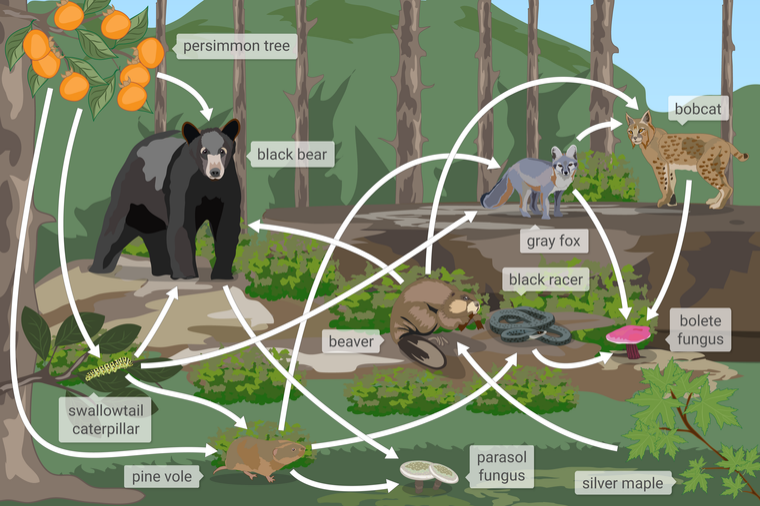 persimmon tree
bobcat
black bear
gray fox
black racer
beaver
bolete
fungus
swallowtail
caterpillar
pine vole
parasol
fungus
silver maple